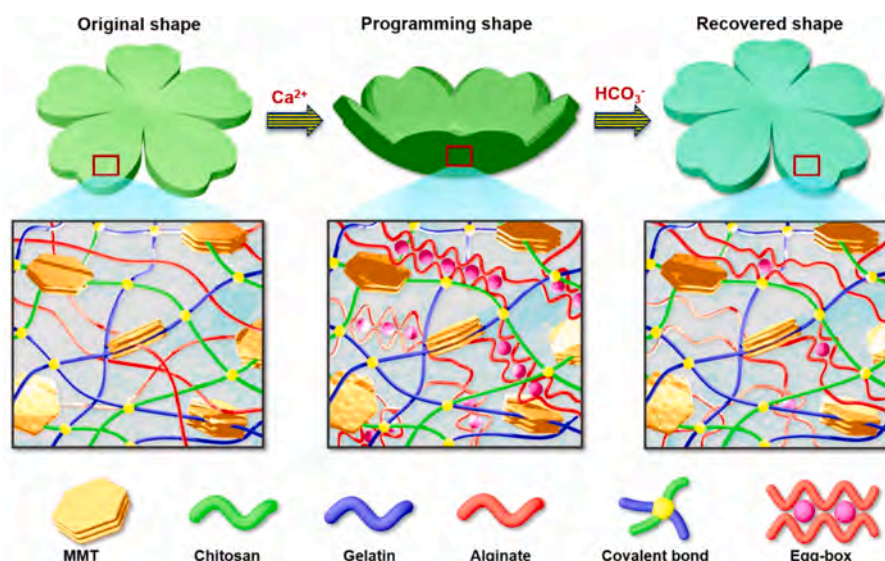 Original shape
Programming shape
Recovered shape
Ca²⁺
HCO₃⁻
MMT
Chitosan
Gelatin
Alginate
Covalent bond
Egg-box